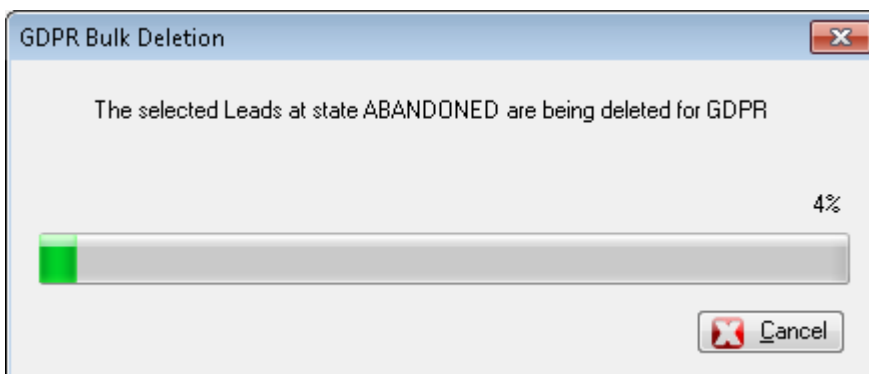 GDPR Bulk Deletion
The selected Leads at state ABANDONED are being deleted for GDPR
4%
Cancel